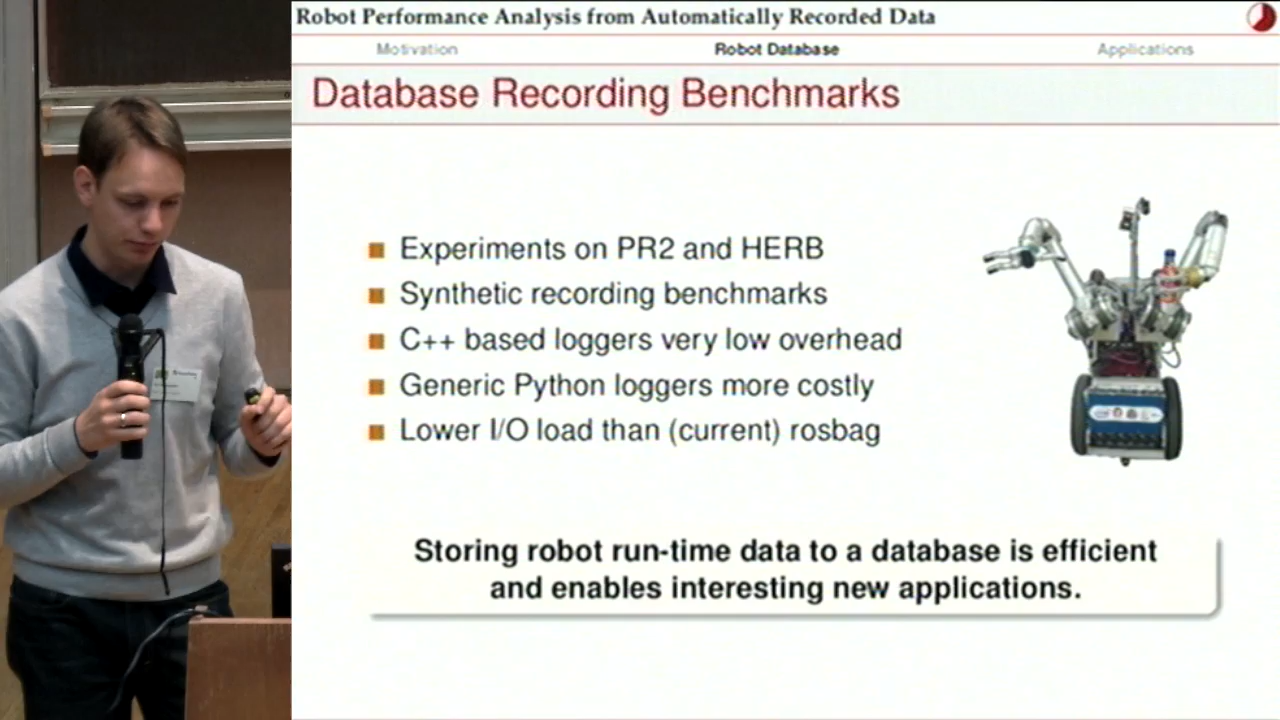 Robot Performance Analysis from Automatically Recorded Data
Motivation
Robot Database
Applications
Database Recording Benchmarks
Experiments on PR2 and HERB
Synthetic recording benchmarks
C++ based loggers very low overhead
Generic Python loggers more costly
Lower I/O load than (current) rosbag
Storing robot run-time data to a database is efficient
and enables interesting new applications.